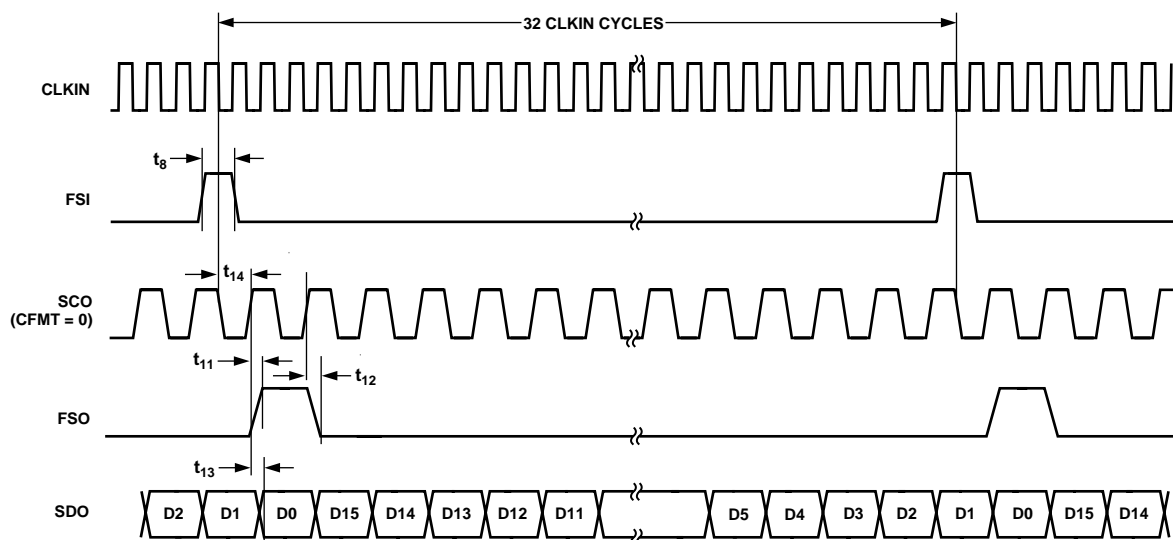 32 CLKIN CYCLES
CLKIN
t8
FSI
t14
SCO
(CFMT = 0)
t11
t12
FSO
t13
SDO
D2 D1 D0 D15 D14 D13 D12 D11 D5 D4 D3 D2 D1 D0 D15 D14